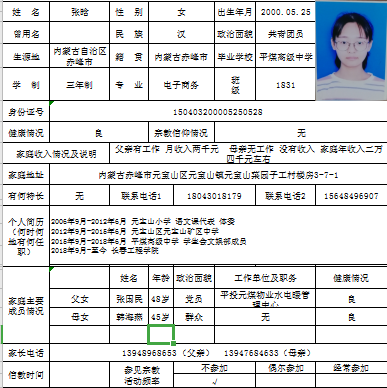 姓 名 张晗 性 别 女 出生年月 2000.05.25
曾用名 民 族 汉 政治面貌 共青团员
生源地 内蒙古自治区赤峰市 籍 贯 内蒙古赤峰市 毕业学校 平煤高级中学
学 制 三年制 专 业 电子商务 班级 1831
身份证号 150403200005250528
健康情况 良 宗教信仰情况 无
家庭收入情况及说明 父亲有工作 月收入两千元 母亲无工作 没有收入 家庭年收入二万四千元左右
家庭地址 内蒙古赤峰市元宝山区元宝山镇元宝山菜园子工村楼房3-7-1
有何特长 无 联系电话1 18043018179 联系电话2 15648496907
个人简历（何时何地有何任职）
2006年9月-2012年6月 元宝山小学 语文课代表 体委
2012年9月-2015年6月 元宝山区元宝山矿区中学
2015年9月-2018年6月 平煤高级中学 学生会文娱部成员
2018年9月-至今 长春工程学院
家庭主要成员情况 姓名 年龄 政治面貌 工作单位及职务 健康情况
父女 张国民 48岁 党员 平投元煤物业水电暖管理中心 良
母女 韩海燕 45岁 群众 无 良
家长电话 13948968653（父亲） 13947684633（母亲）
信教时间 参见宗教活动频率 不参加 偶尔参加 经常参加
√